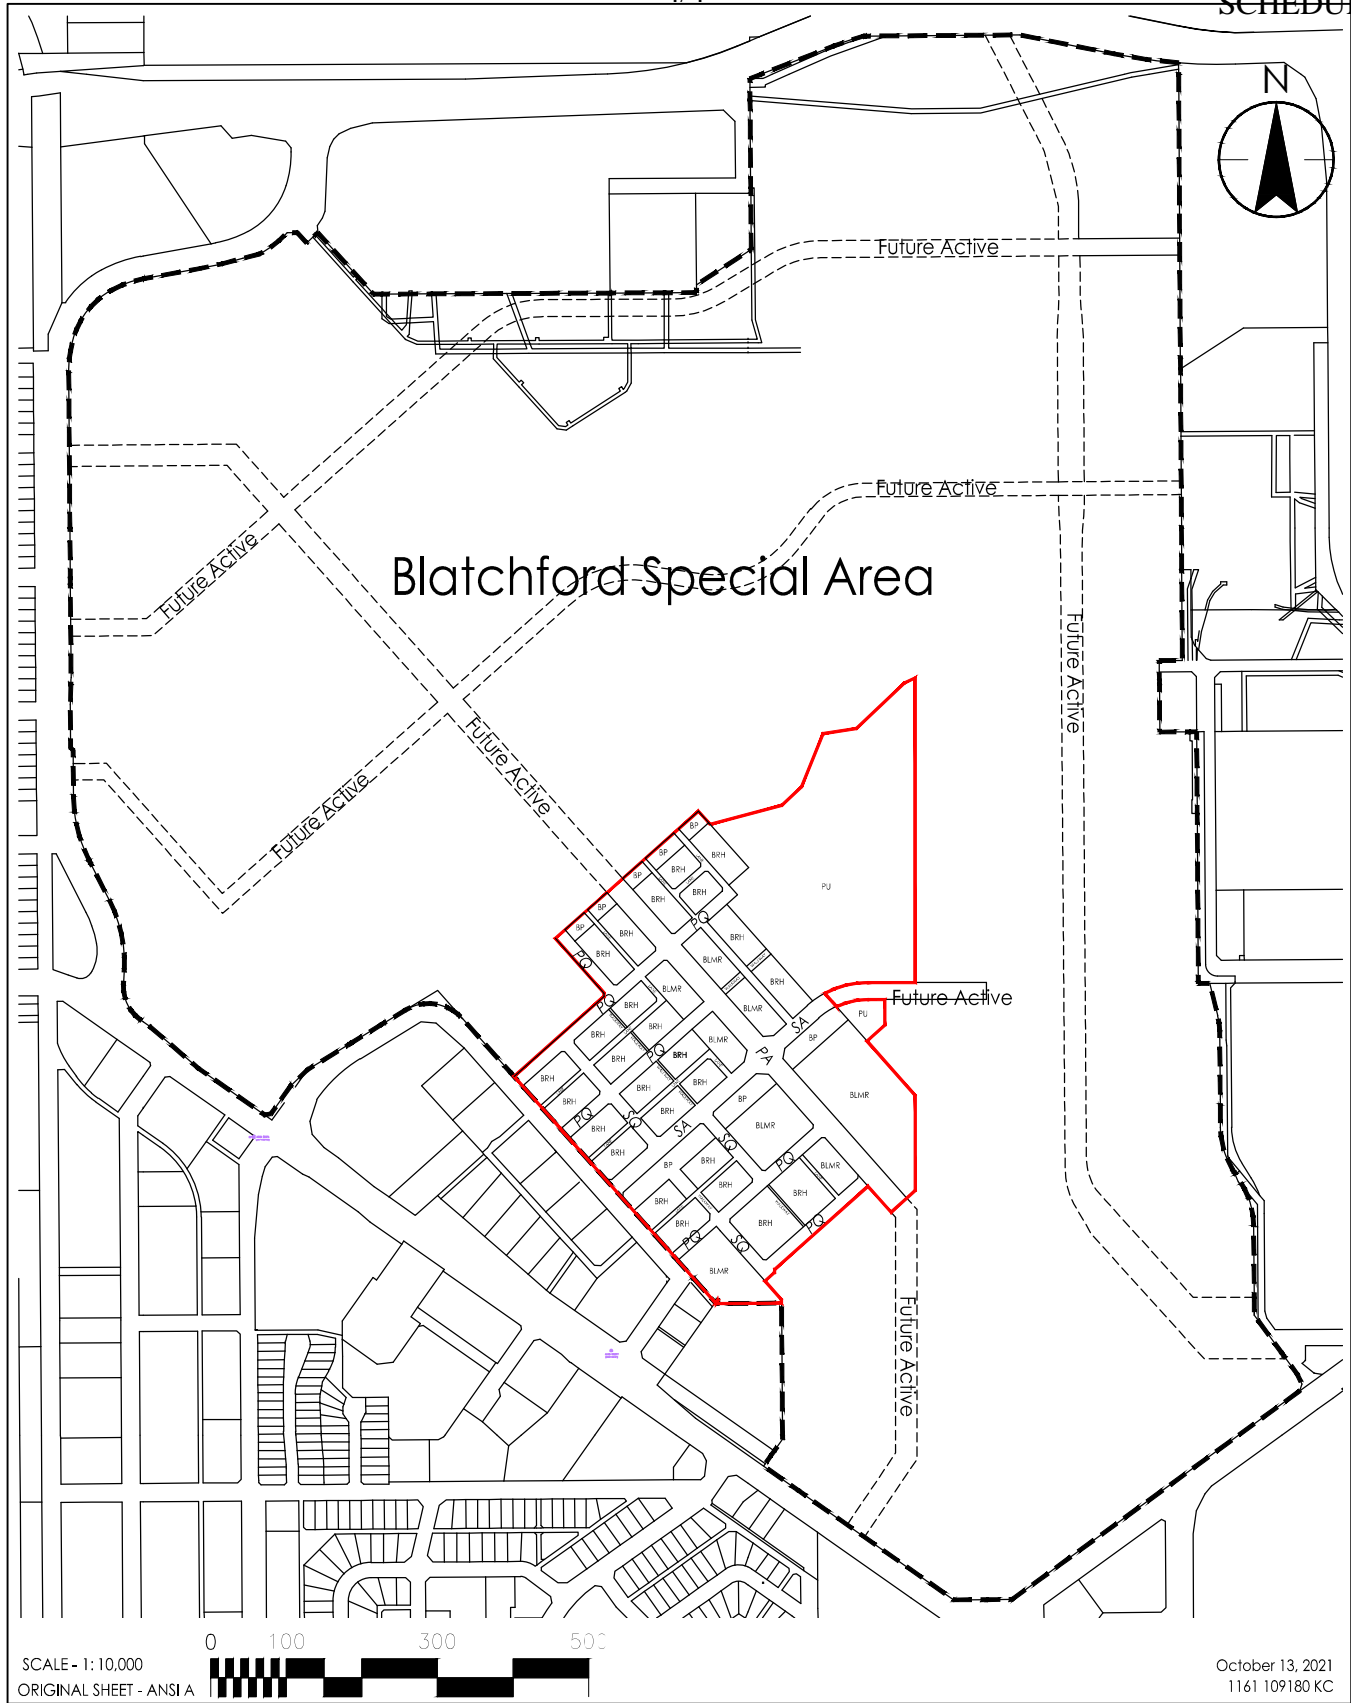 SCHEDU
N
Future Active
Future Active
Blatchford Special Area
Future Active
Future Active
Future Active
Future Active
BP
BRH
BP
BRH
PU
BP
BRH
BRH
BP
PQ
BP
BRH
BRH
BRH
PQ
BLMR
BRH
BLMR
PQ
BRH
BLMR
Future Active
PU
SA
BRH
BRH
BLMR
BP
PQ
BRH
BRH
PA
BRH
BRH
BRH
BLMR
BRH
BRH
BP
PQ
SQ
BRH
SA
SQ
BLMR
BRH
BP
BRH
PQ
BLMR
BRH
BRH
BRH
BRH
BRH
PQ
PQ
SQ
BLMR
Future Active
0 100 300 50
SCALE - 1: 10,000
ORIGINAL SHEET - ANSI A
October 13, 2021
1161 109180 KC